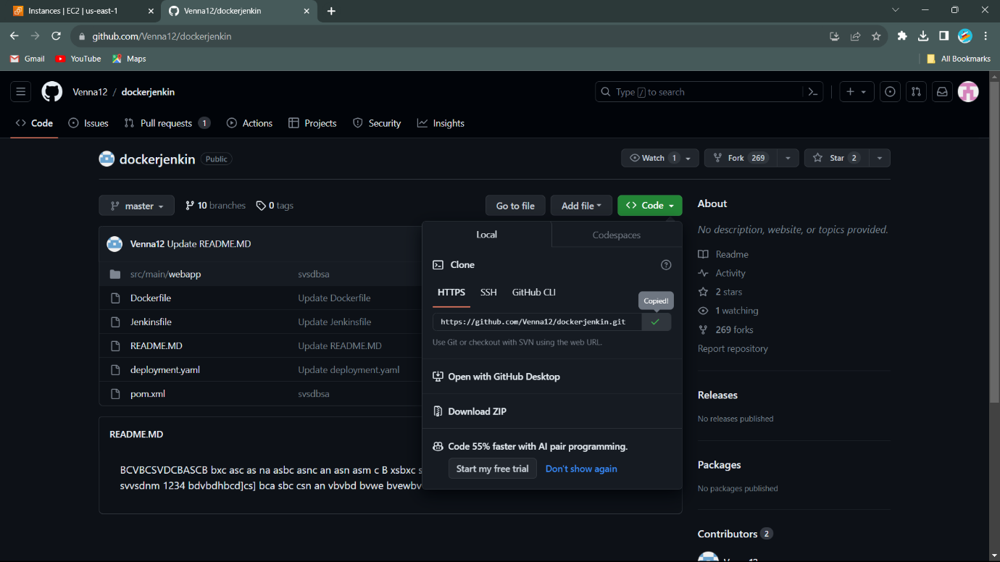 Instances | EC2 | us-east-1
Venna12/dockerjenkin
github.com/Venna12/dockerjenkin
Gmail YouTube Maps All Bookmarks
Venna12 / dockerjenkin Type / to search
Code Issues Pull requests 1 Actions Projects Security Insights
dockerjenkin Public Watch 1 Fork 269 Star 2
master 10 branches 0 tags Go to file Add file Code
Local Codespaces
Clone
HTTPS SSH GitHub CLI
Copied!
https://github.com/Venna12/dockerjenkin.git
Use Git or checkout with SVN using the web URL.
Open with GitHub Desktop
Download ZIP
Code 55% faster with AI pair programming.
Start my free trial Don't show again
Venna12 Update README.MD
src/main/webapp svsdbsa
Dockerfile Update Dockerfile
Jenkinsfile Update Jenkinsfile
README.MD Update README.MD
deployment.yaml Update deployment.yaml
pom.xml svsdbsa
README.MD
BCVBCSVDCBASCB bxc asc as na asbc asnc an asn asm c B xsbxc s
svvsdnm 1234 bdvbdhbcd]cs] bca sbc csn an vbvbd bvwe bvewbv
About
No description, website, or topics provided.
Readme
Activity
2 stars
1 watching
269 forks
Report repository
Releases
No releases published
Packages
No packages published
Contributors 2